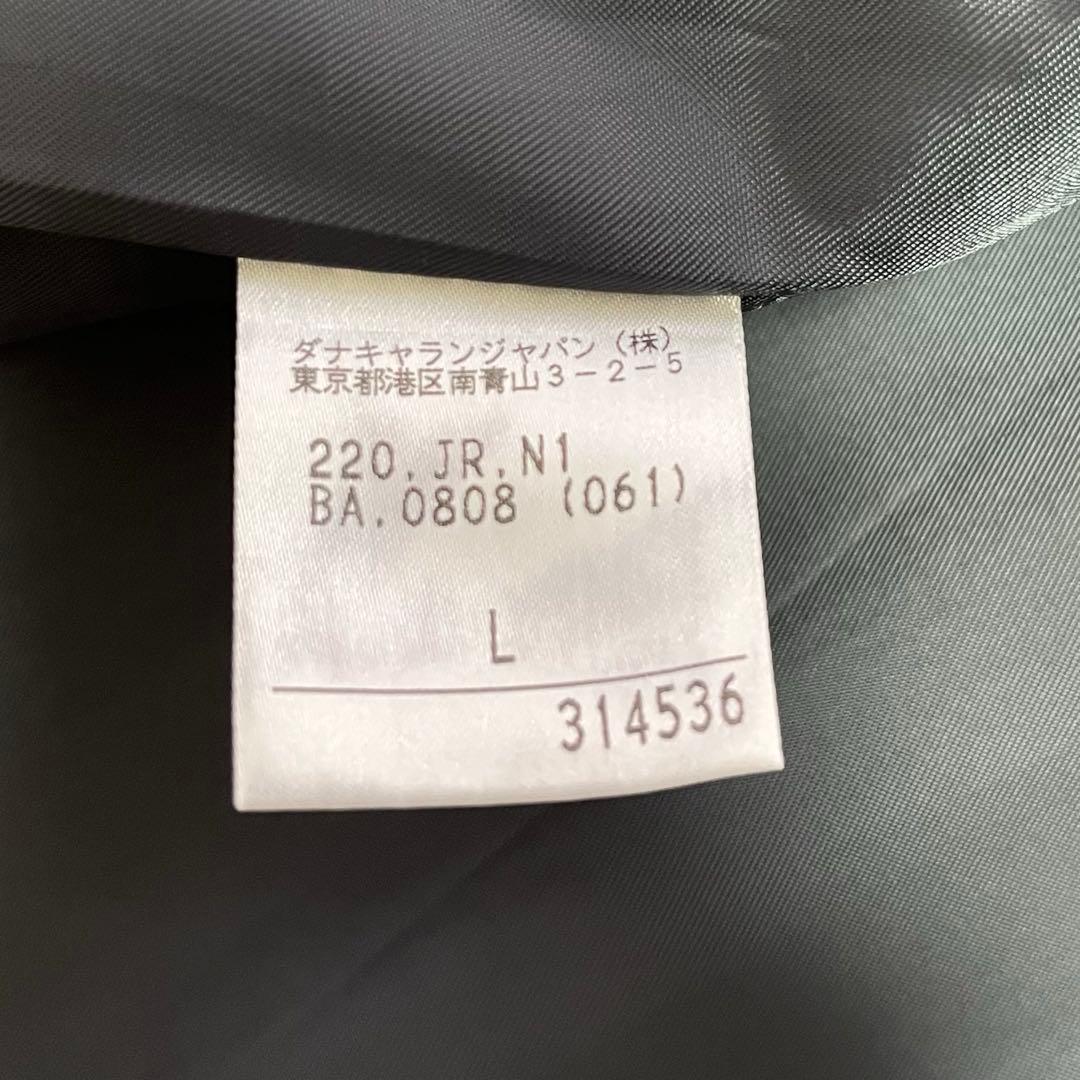 ダナキャランジャパン(株)
東京都港区南青山3-2-5
220.JR.N1
BA.0808 (061)
L
314536